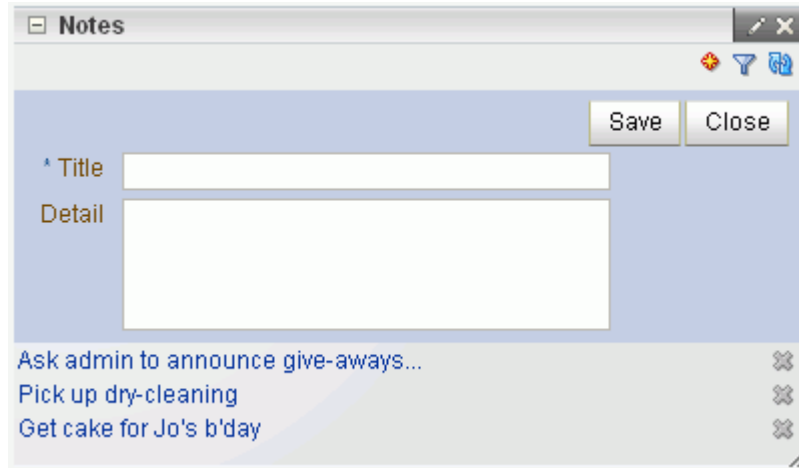 Notes
Save Close
* Title
Detail
Ask admin to announce give-aways...
Pick up dry-cleaning
Get cake for Jo's b'day